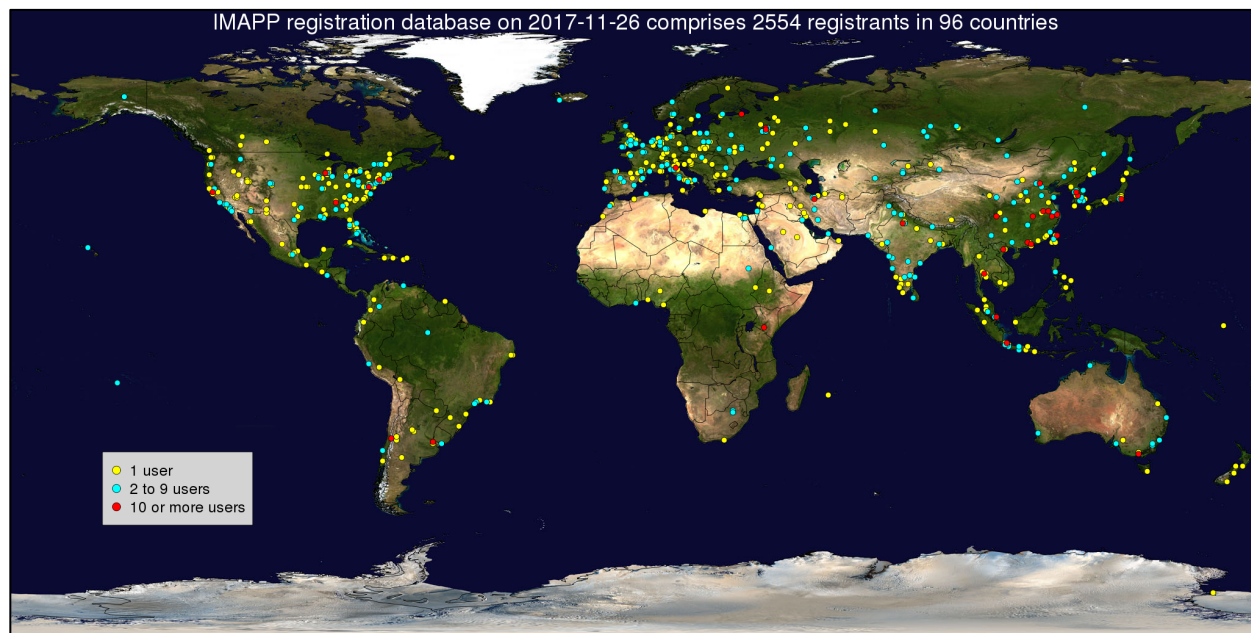 IMAPP registration database on 2017-11-26 comprises 2554 registrants in 96 countries
1 user
2 to 9 users
10 or more users